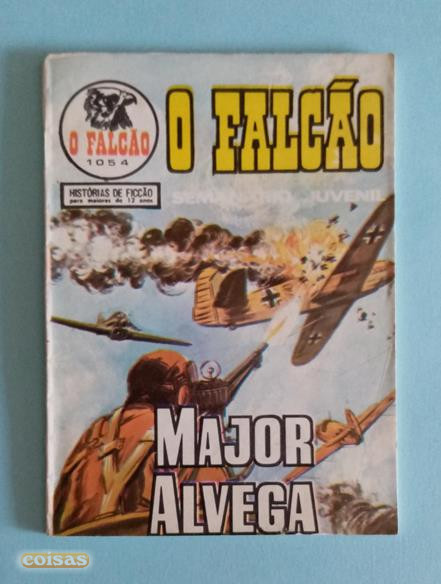 O FALCÃO
1054
HISTÓRIAS DE FICÇÃO
para maiores de 12 anos
O FALCÃO
SEMANÁRIO JUVENIL
MAJOR
ALVEGA
coisas